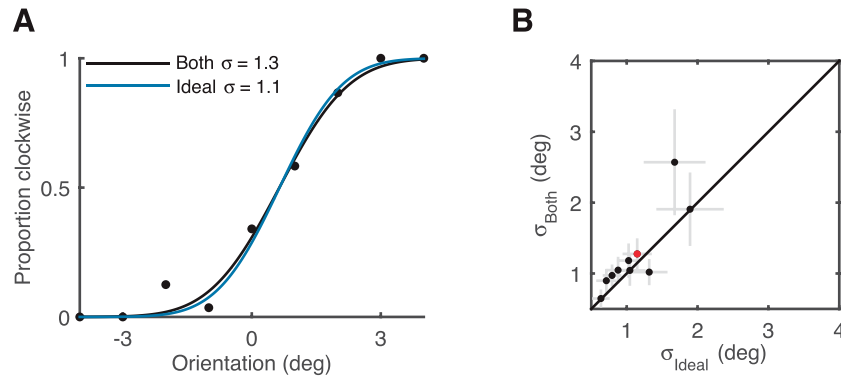 A
B
Both σ = 1.3
Ideal σ = 1.1
Proportion clockwise
1
0.5
0
-3
0
3
Orientation (deg)
σBoth (deg)
4
3
2
1
1
2
3
4
σIdeal (deg)